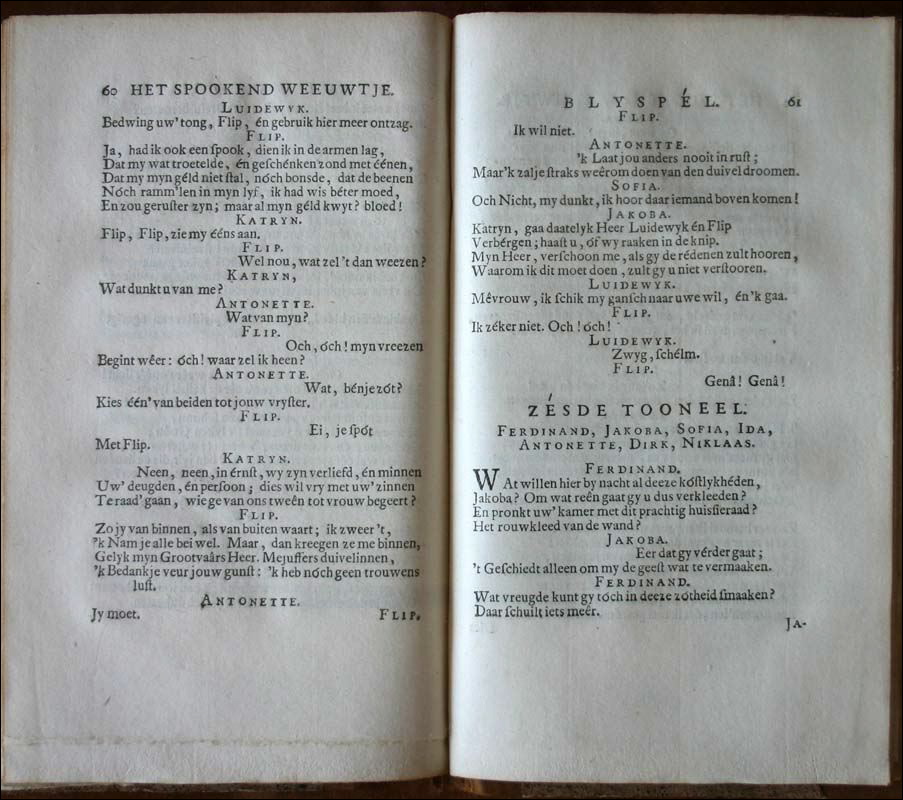 60 HET SPOOKEND WEEUWTJE.
LUIDEWYK.
Bedwing uw' tong, Flip, én gebruik hier meer ontzag.
FLIP.
Ja, had ik ook een ſpook, dien ik in de armen lag,
Dat my wat troetelde, én geſchénken zond met éénen,
Dat my myn géld niet ſtal, nóch bonsde, dat de beenen
Nóch ramm'len in myn lyf, ik had wis béter moed,
En zou geruſter zyn; maar al myn géld kwyt? bloed!
KATRYN.
Flip, Flip, zie my ééns aan.
FLIP.
Wel nou, wat zel 't dan weezen?
KATRYN,
Wat dunkt u van me?
ANTONETTE.
Wat van myn?
FLIP.
Och, óch! myn vreezen
Begint wêer: óch! waar zel ik heen?
ANTONETTE.
Wat, bénje zót?
Kies één' van beiden tot jouw vryſter.
FLIP.
Ei, je ſpót
Met Flip.
KATRYN.
Neen, neen, in érnſt, wy zyn verliefd, én minnen
Uw' deugden, én perſoon; dies wil vry met uw' zinnen
Te raad' gaan, wie ge van ons tweên tot vrouw begeert?
FLIP.
Zo jy van binnen, als van buiten waart; ik zweer 't,
'k Nam je alle bei wel. Maar, dan kreegen ze me binnen,
Gelyk myn Grootvaârs Heer. Mejuffers duivelinnen,
'k Bedankje veur jouw gunſt: 'k heb nóch geen trouwens
luſt.
ANTONETTE.
Jy moet.
FLIP.
BLYSPÉL. 61
FLIP.
Ik wil niet.
ANTONETTE.
'k Laat jou anders nooit in ruſt;
Maar 'k zal je ſtraks weêrom doen van den duivel droomen.
SOFIA.
Och Nicht, my dunkt, ik hoor daar iemand boven komen!
JAKOBA.
Katryn, gaa daatelyk Heer Luidewyk én Flip
Verbérgen; haaſt u, óf wy raaken in de knip.
Myn Heer, verſchoon me, als gy de rédenen zult hooren,
Waarom ik dit moet doen, zult gy u niet verſtooren.
LUIDEWYK.
Mêvrouw, ik ſchik my ganſch naar uwe wil, én 'k gaa.
FLIP.
Ik zéker niet. Och! óch!
LUIDEWYK.
Zwyg, ſchélm.
FLIP.
Genâ! Genâ!
ZÉSDE TOONEEL.
FERDINAND, JAKOBA, SOFIA, IDA,
ANTONETTE, DIRK, NIKLAAS.
FERDINAND.
WAt willen hier by nacht al deeze kóſtlykhéden,
Jakoba? Om wat reên gaat gy u dus verkleeden?
En pronkt uw' kamer met dit prachtig huisſieraad?
Het rouwkleed van de wand?
JAKOBA.
Eer dat gy vérder gaat;
't Geſchiedt alleen om my de geeſt wat te vermaaken.
FERDINAND.
Wat vreugde kunt gy tóch in deeze zótheid ſmaaken?
Daar ſchuilt iets meêr.
JA-